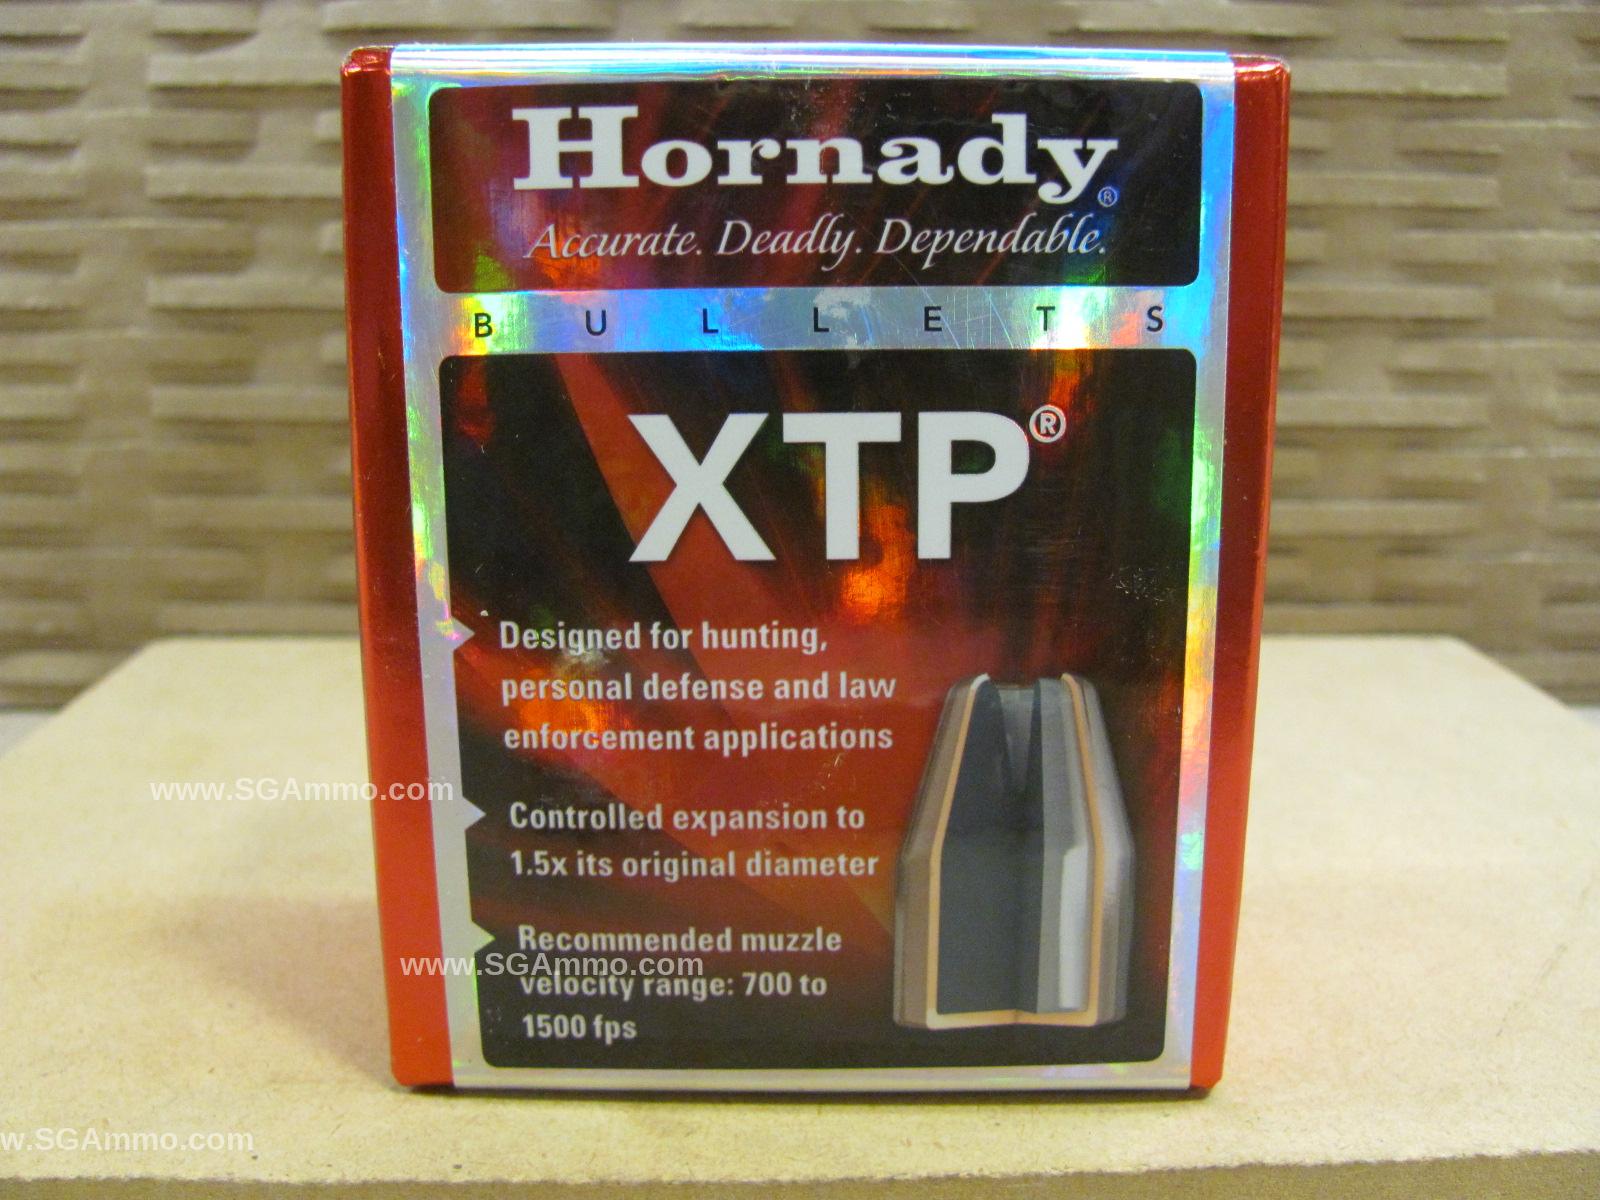 Hornady®
Accurate. Deadly. Dependable.
BULLETS
XTP®
Designed for hunting,
personal defense and law
enforcement applications
www.SGAmmo.com
Controlled expansion to
1.5x its original diameter
Recommended muzzle
www.SGAmmo.com
velocity range: 700 to
1500 fps
w.SGAmmo.com